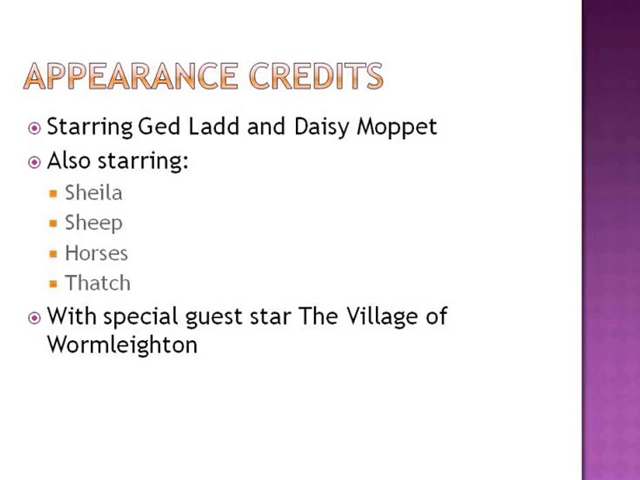 APPEARANCE CREDITS
Starring Ged Ladd and Daisy Moppet
Also starring:
Sheila
Sheep
Horses
Thatch
With special guest star The Village of
Wormleighton